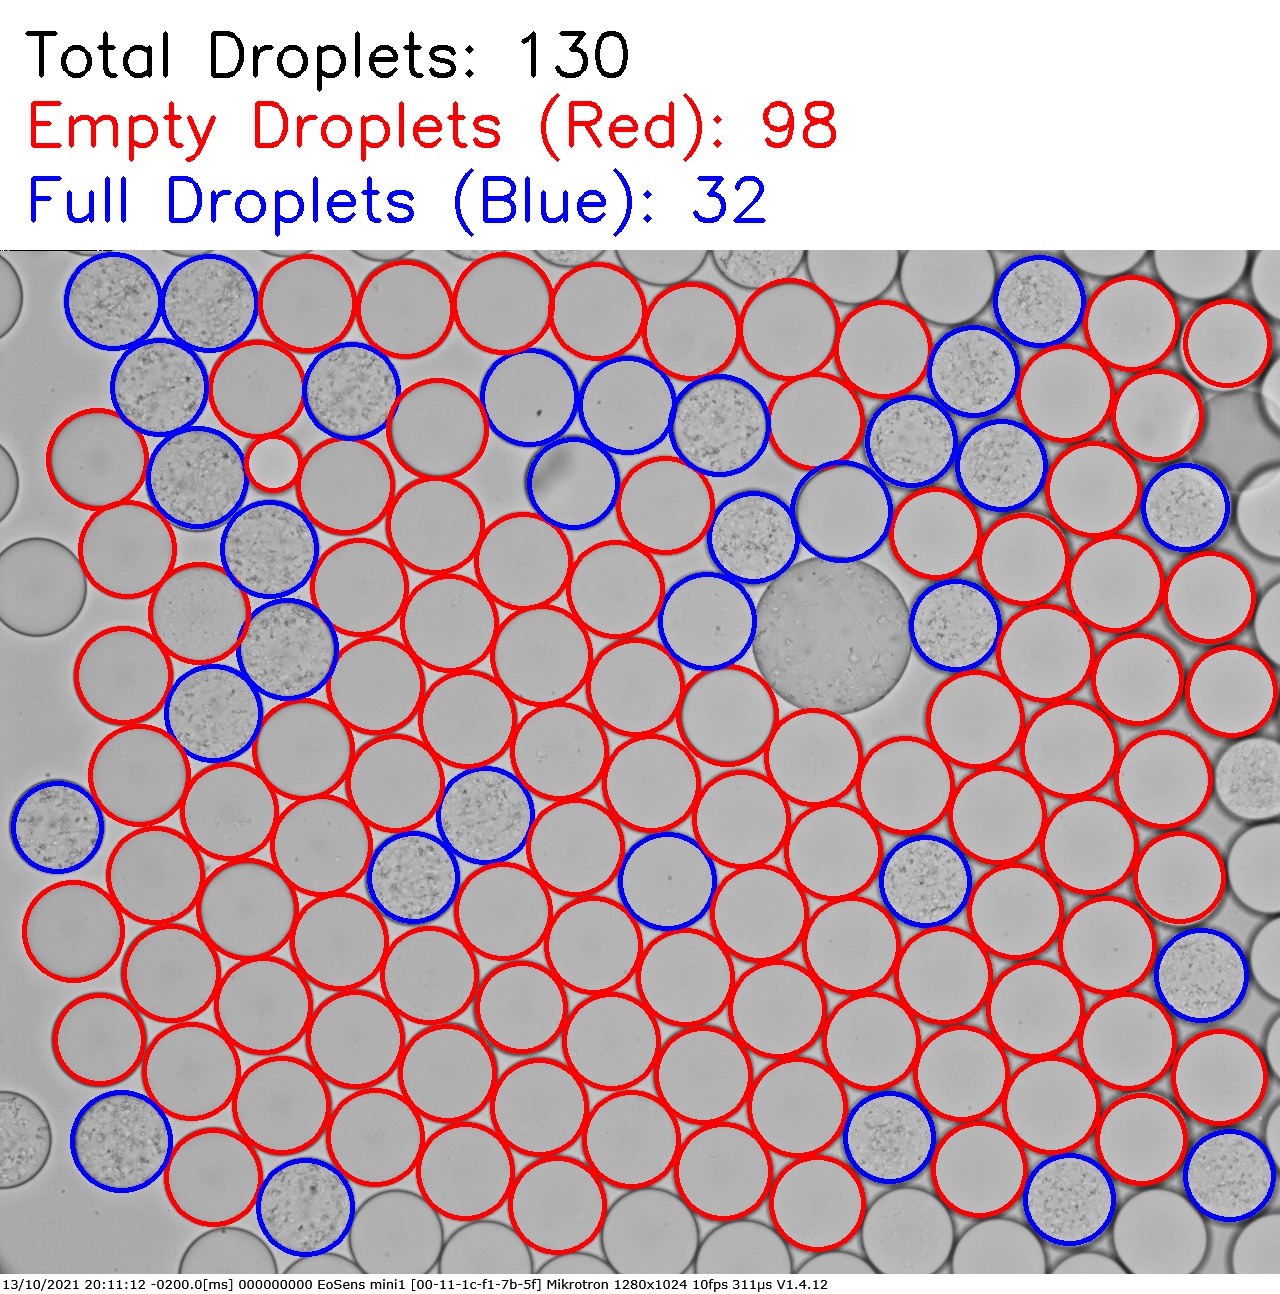 Total Droplets: 130
Empty Droplets (Red): 98
Full Droplets (Blue): 32
13/10/2021 20:11:12 -0200.0[ms] 000000000 EoSens mini1 [00-11-1c-f1-7b-5f] Mikrotron 1280x1024 10fps 311µs V1.4.12